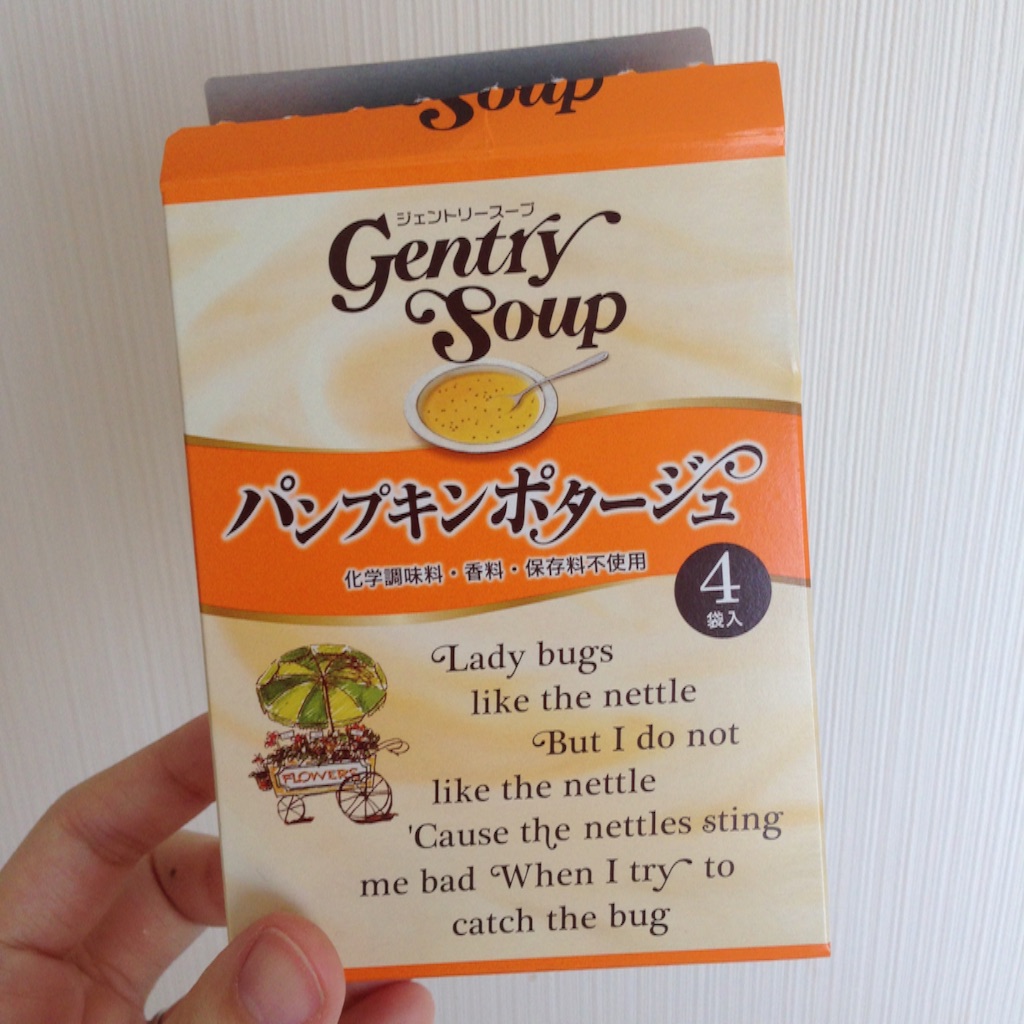 Soup
ジェントリースープ
Gentry
Soup
パンプキンポタージュ
化学調味料・香料・保存料不使用
4
袋入
Lady bugs
like the nettle
But I do not
like the nettle
'Cause the nettles sting
me bad When I try to
catch the bug
FLOWERS